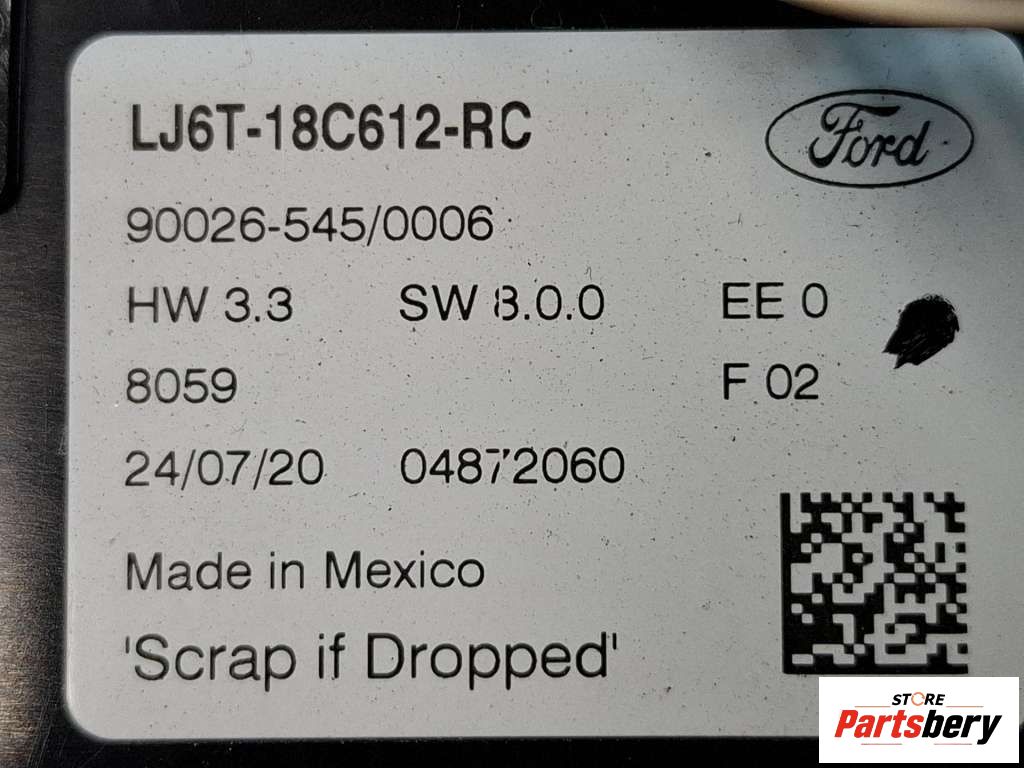 LJ6T-18C612-RC
Ford
90026-545/0006
HW 3.3 SW 8.0.0 EE 0
8059 F 02
24/07/20 04872060
Made in Mexico
'Scrap if Dropped'
STORE
Partsbery